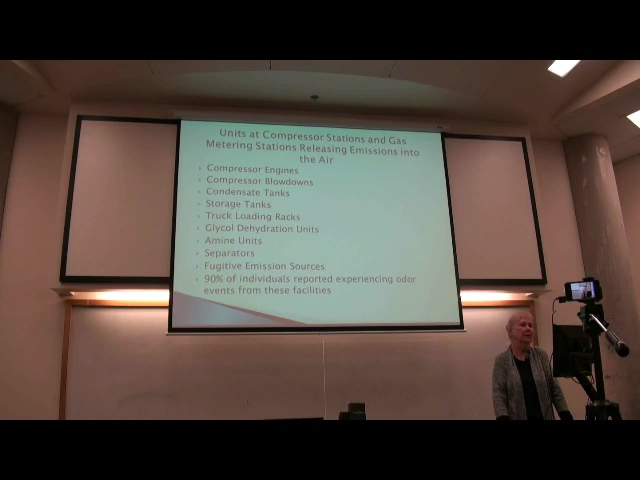 Units at Compressor Stations and Gas
Metering Stations Releasing Emissions into
the Air
Compressor Engines
Compressor Blowdowns
Condensate Tanks
Storage Tanks
Truck Loading Racks
Glycol Dehydration Units
Amine Units
Separators
Fugitive Emission Sources
90% of individuals reported experiencing odor
events from these facilities